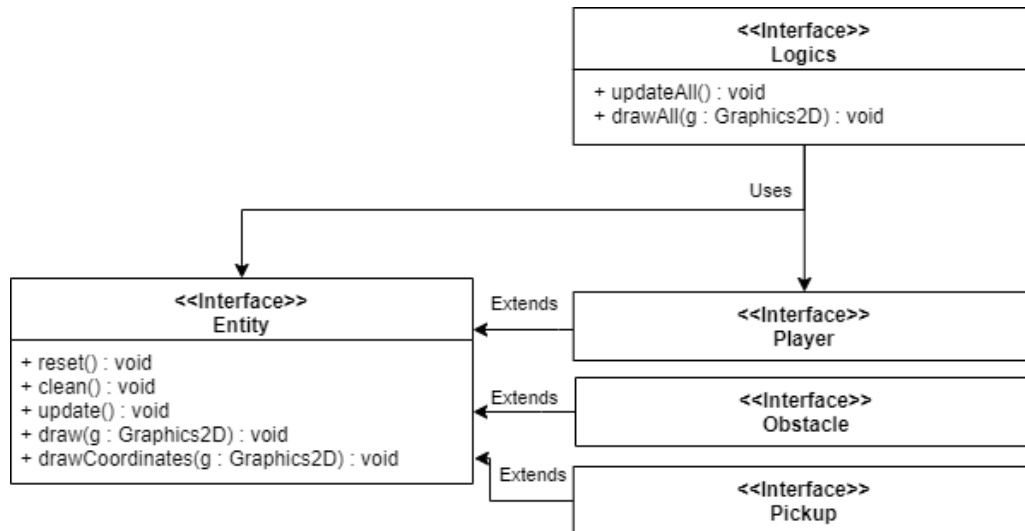 <<Interface>>
Logics
+ updateAll() : void
+ drawAll(g : Graphics2D) : void
Uses
<<Interface>>
Entity
+ reset() : void
+ clean() : void
+ update() : void
+ draw(g : Graphics2D) : void
+ drawCoordinates(g : Graphics2D) : void
Extends
<<Interface>>
Player
Extends
<<Interface>>
Obstacle
Extends
<<Interface>>
Pickup